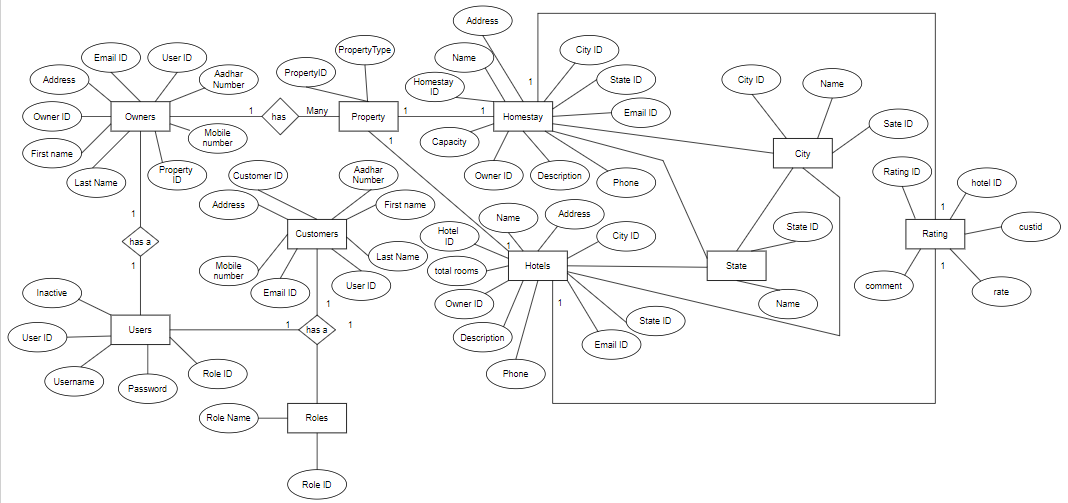 Address
Email ID
User ID
Address
Aadhar
Number
Owner ID
Owners
First name
Last Name
Property
ID
Mobile
number
1
has
Many
PropertyType
PropertyID
Property
1
1
1
Name
Homestay
ID
Homestay
1
City ID
State ID
Email ID
Capacity
Owner ID
Description
Phone
City ID
Name
City
Sate ID
Rating ID
hotel ID
1
Rating
custid
1
comment
rate
Customer ID
Aadhar
Number
Address
First name
Customers
Last Name
Mobile
number
Email ID
User ID
1
has a
1
Name
Address
Hotel
ID
City ID
1
Hotels
total rooms
Owner ID
1
Description
State ID
Email ID
Phone
State ID
State
Name
Inactive
Users
User ID
Username
Password
Role ID
1
1
has a
1
Role Name
Roles
Role ID